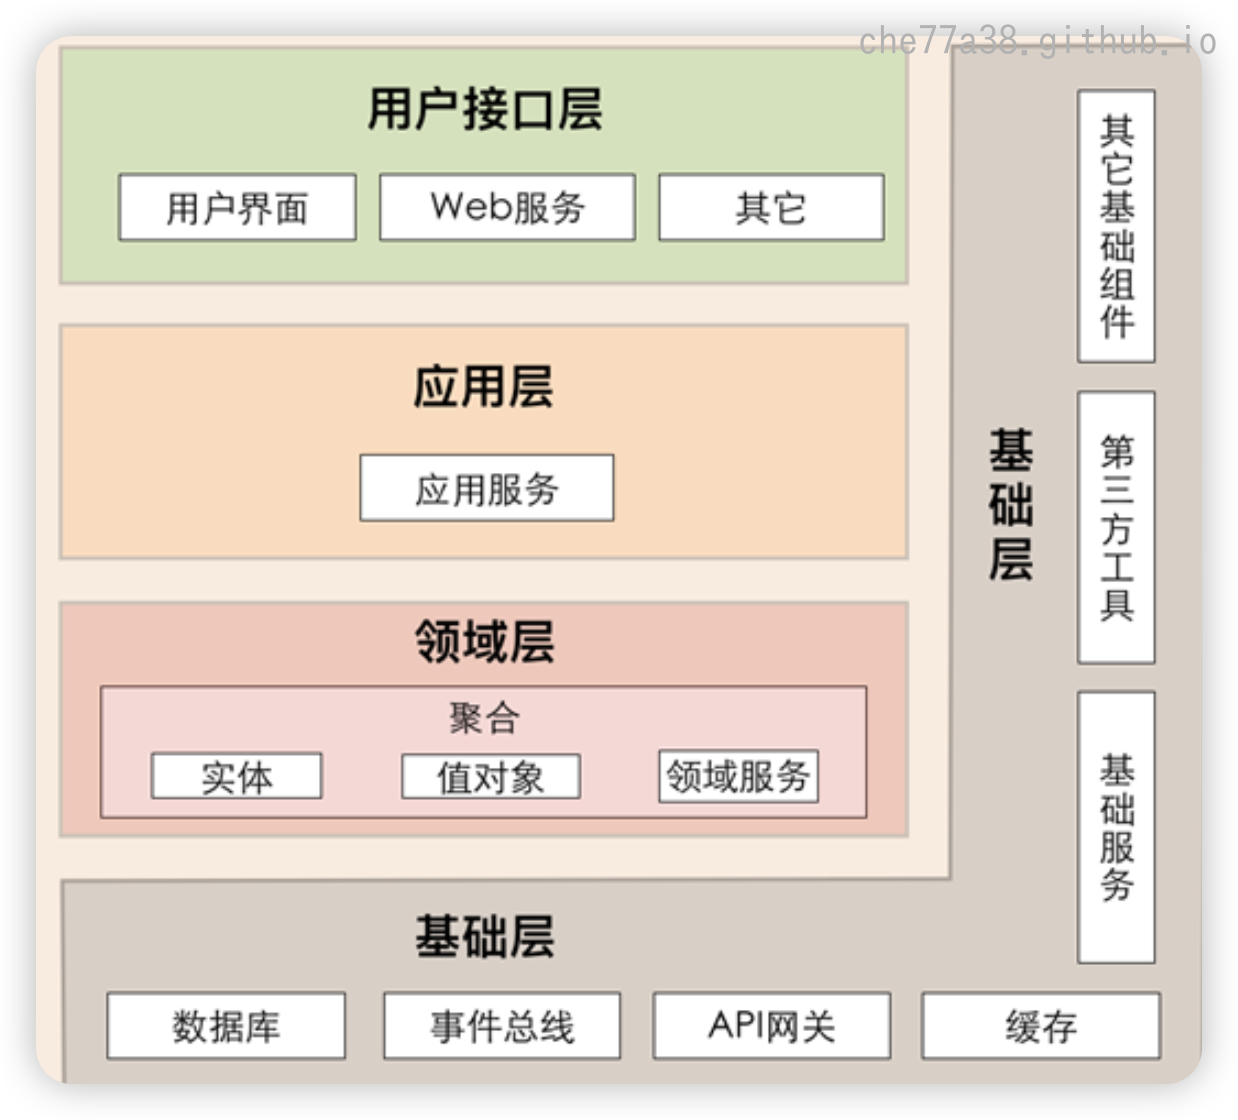 che77a38.github.io
用户接口层
用户界面
Web服务
其它
应用层
应用服务
领域层
聚合
实体
值对象
领域服务
基础层
其它基础组件
第三方工具
基础服务
基础层
数据库
事件总线
API网关
缓存